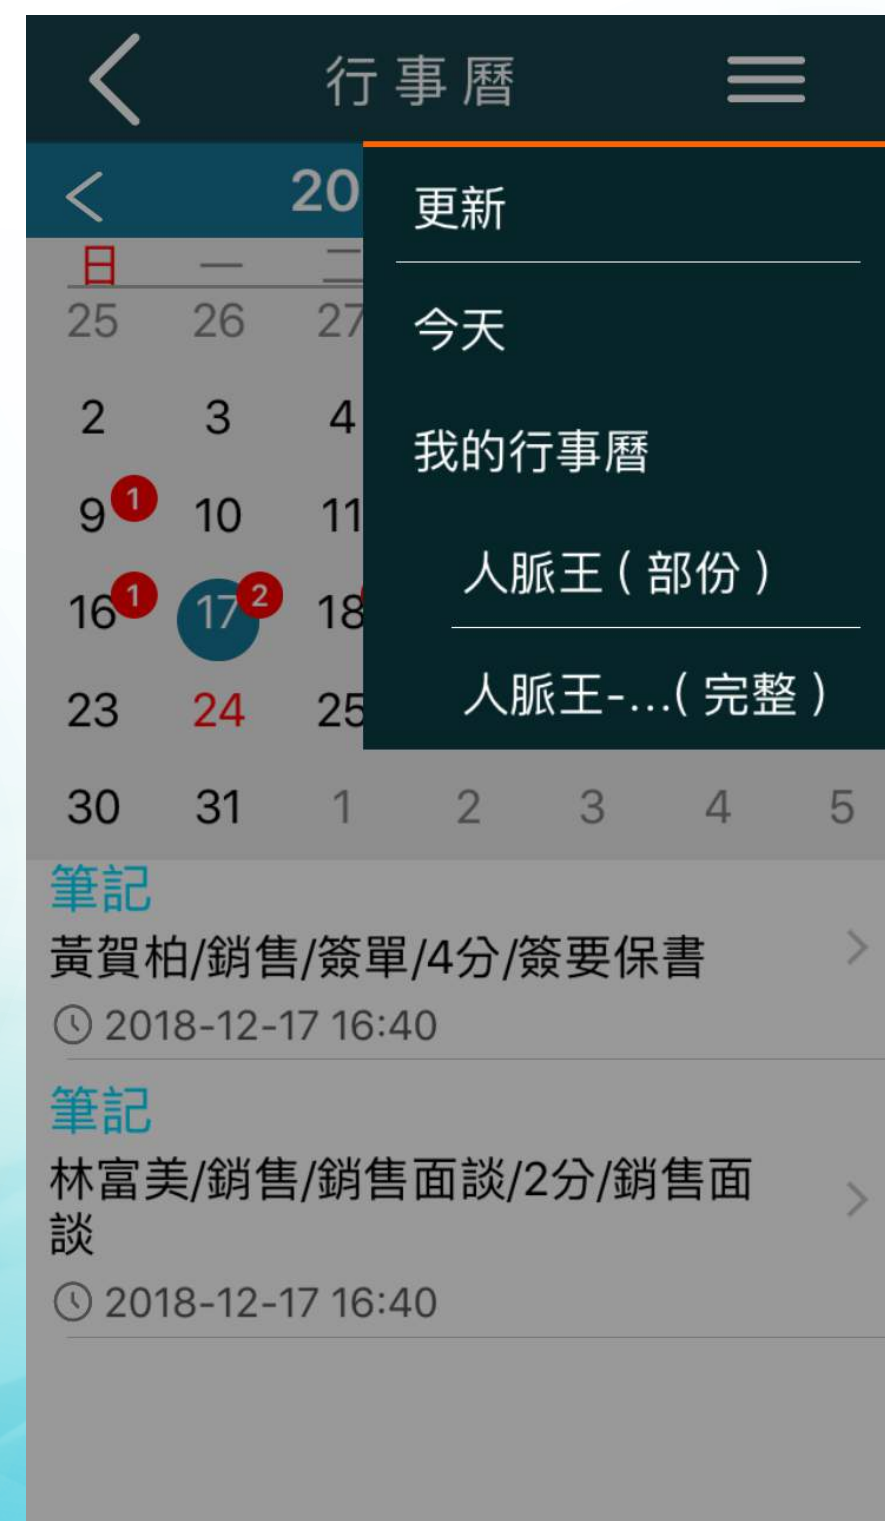 行事曆
20
更新
日 一 二
25 26 27
今天
2 3 4
我的行事曆
9 1 10 11
人脈王(部份)
16 1 17 2 18
人脈王-...(完整)
23 24 25
30 31 1 2 3 4 5
筆記
黃賀柏/銷售/簽單/4分/簽要保書
2018-12-17 16:40
筆記
林富美/銷售/銷售面談/2分/銷售面
談
2018-12-17 16:40